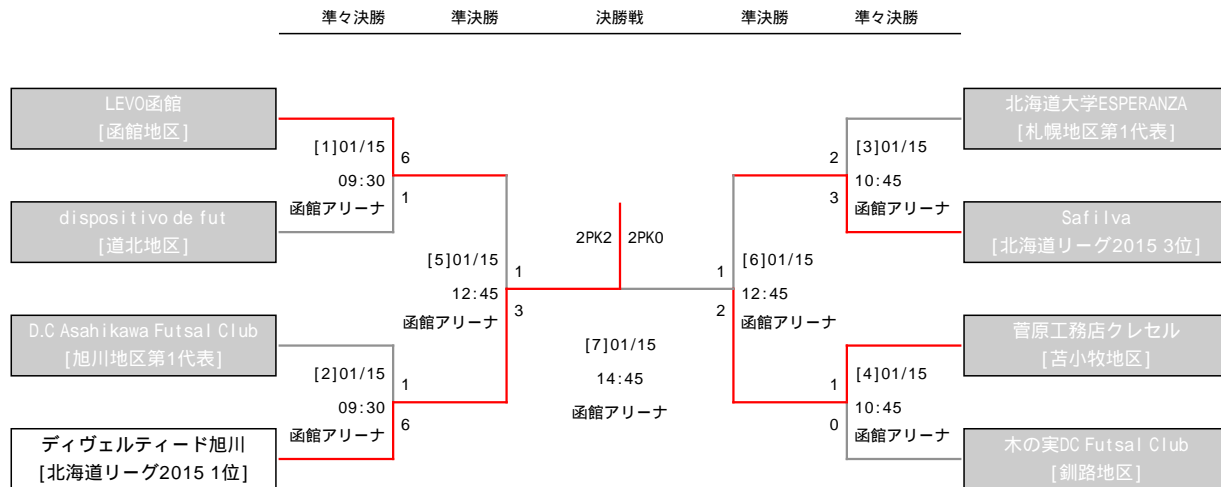 準々決勝 準決勝 決勝戦 準決勝 準々決勝
LEVO函館
[函館地区]
[1]01/15
09:30
函館アリーナ
6
1
dispositivo de fut
[道北地区]
[5]01/15
12:45
函館アリーナ
1
3
D.C Asahikawa Futsal Club
[旭川地区第1代表]
[2]01/15
09:30
函館アリーナ
1
6
ディヴェルティード旭川
[北海道リーグ2015 1位]
2PK2 2PK0
[7]01/15
14:45
函館アリーナ
北海道大学ESPERANZA
[札幌地区第1代表]
2
3
[3]01/15
10:45
函館アリーナ
Safilva
[北海道リーグ2015 3位]
1
2
[6]01/15
12:45
函館アリーナ
菅原工務店クレセル
[苫小牧地区]
1
0
[4]01/15
10:45
函館アリーナ
木の実DC Futsal Club
[釧路地区]